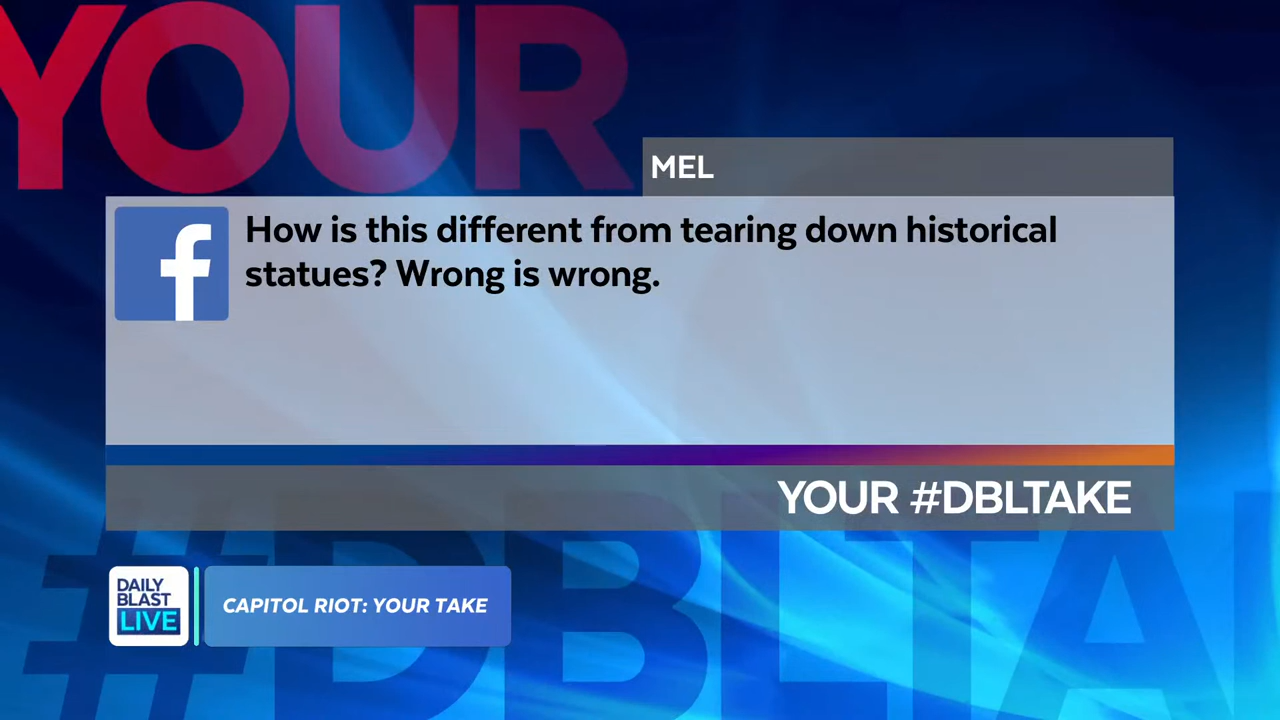 YOUR
MEL
How is this different from tearing down historical
statues? Wrong is wrong.
YOUR #DBLTAKE
#DBLTA
DAILY
BLAST
LIVE
CAPITOL RIOT: YOUR TAKE